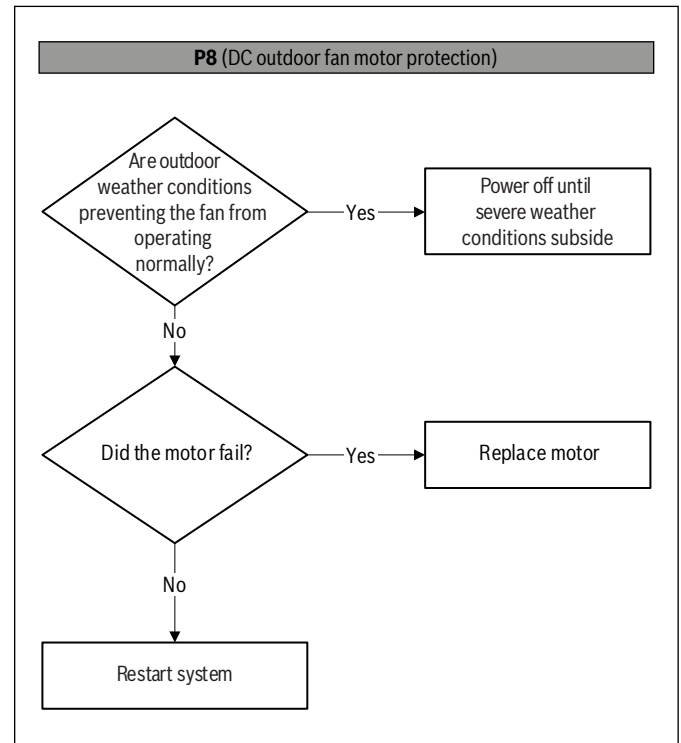 P8 (DC outdoor fan motor protection)
Are outdoor
weather conditions
preventing the fan from
operating
normally?
Yes
Power off until
severe weather
conditions subside
No
Did the motor fail?
Yes
Replace motor
No
Restart system